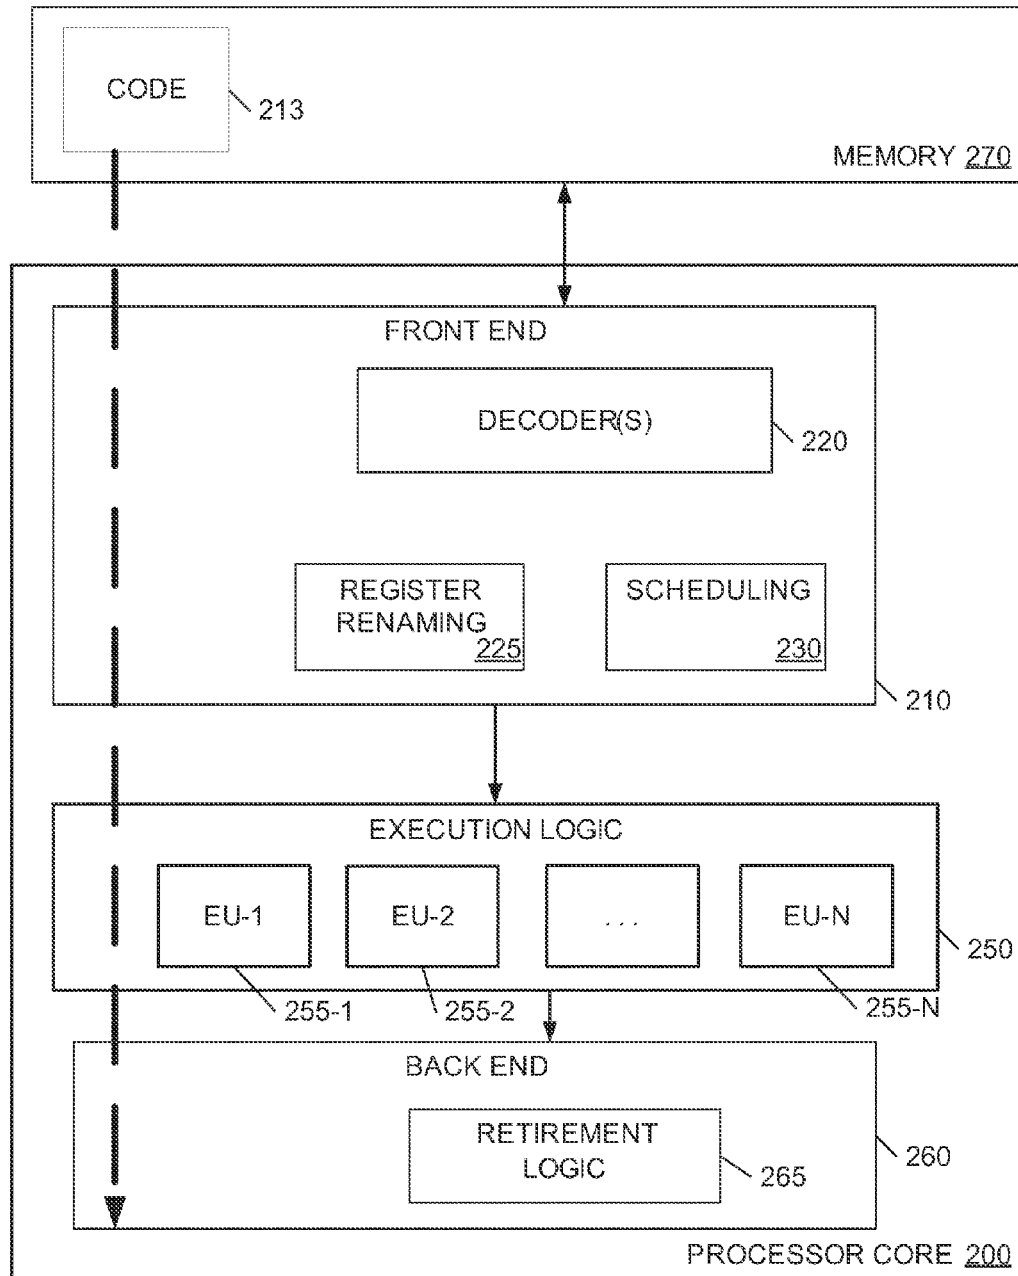 CODE
213
MEMORY 270
FRONT END
DECODER(S)
220
REGISTER
RENAMING
225
SCHEDULING
230
210
EXECUTION LOGIC
EU-1
EU-2
. . .
EU-N
250
255-1
255-2
255-N
BACK END
RETIREMENT
LOGIC
265
260
PROCESSOR CORE 200